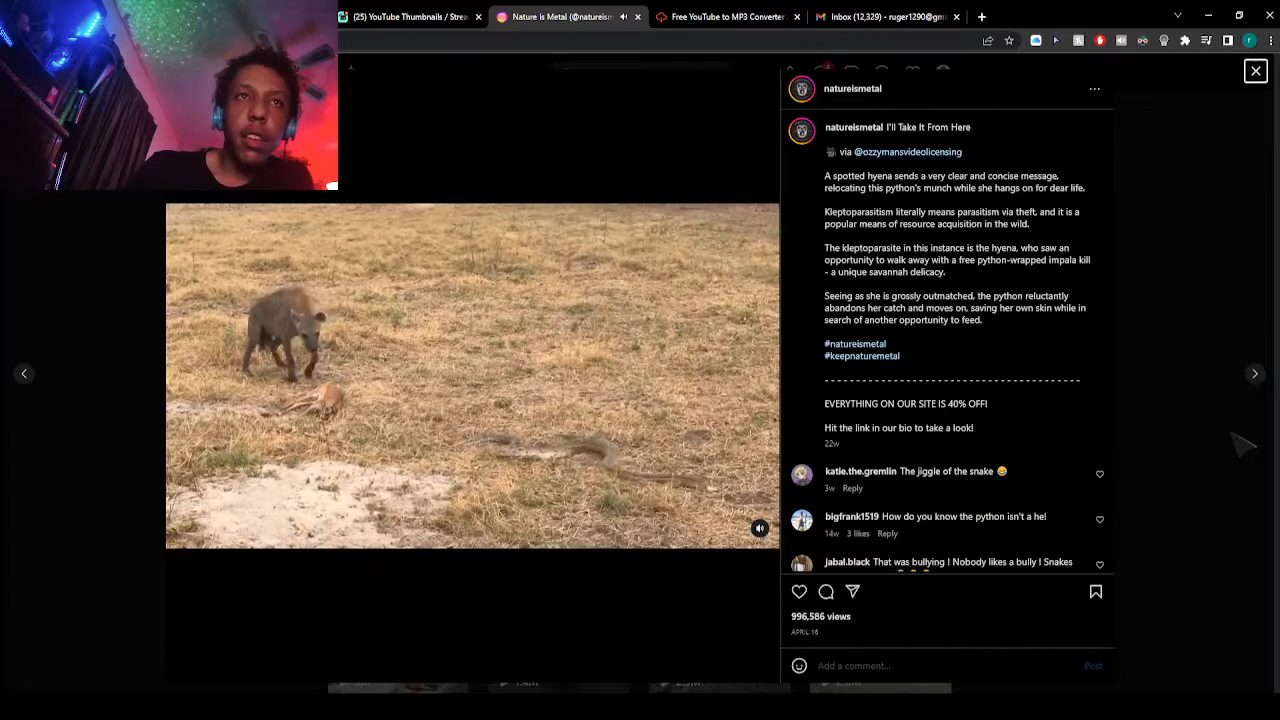 (25) YouTube Thumbnails / Strea
Nature is Metal (@natureism
Free YouTube to MP3 Converter
Inbox (12,329) - ruger1290@gm
natureismetal
natureismetal I'll Take It From Here
via @ozzymansvideolicensing
A spotted hyena sends a very clear and concise message,
relocating this python's munch while she hangs on for dear life.
Kleptoparasitism literally means parasitism via theft, and it is a
popular means of resource acquisition in the wild.
The kleptoparasite in this instance is the hyena, who saw an
opportunity to walk away with a free python-wrapped impala kill
- a unique savannah delicacy.
Seeing as she is grossly outmatched, the python reluctantly
abandons her catch and moves on, saving her own skin while in
search of another opportunity to feed.
#natureismetal
#keepnaturemetal
EVERYTHING ON OUR SITE IS 40% OFF!
Hit the link in our bio to take a look!
22w
katie.the.gremlin The jiggle of the snake 😂
3w Reply
bigfrank1519 How do you know the python isn't a he!
14w 3 likes Reply
jabal.black That was bullying ! Nobody likes a bully ! Snakes
996,586 views
APRIL 16
Add a comment...
Post